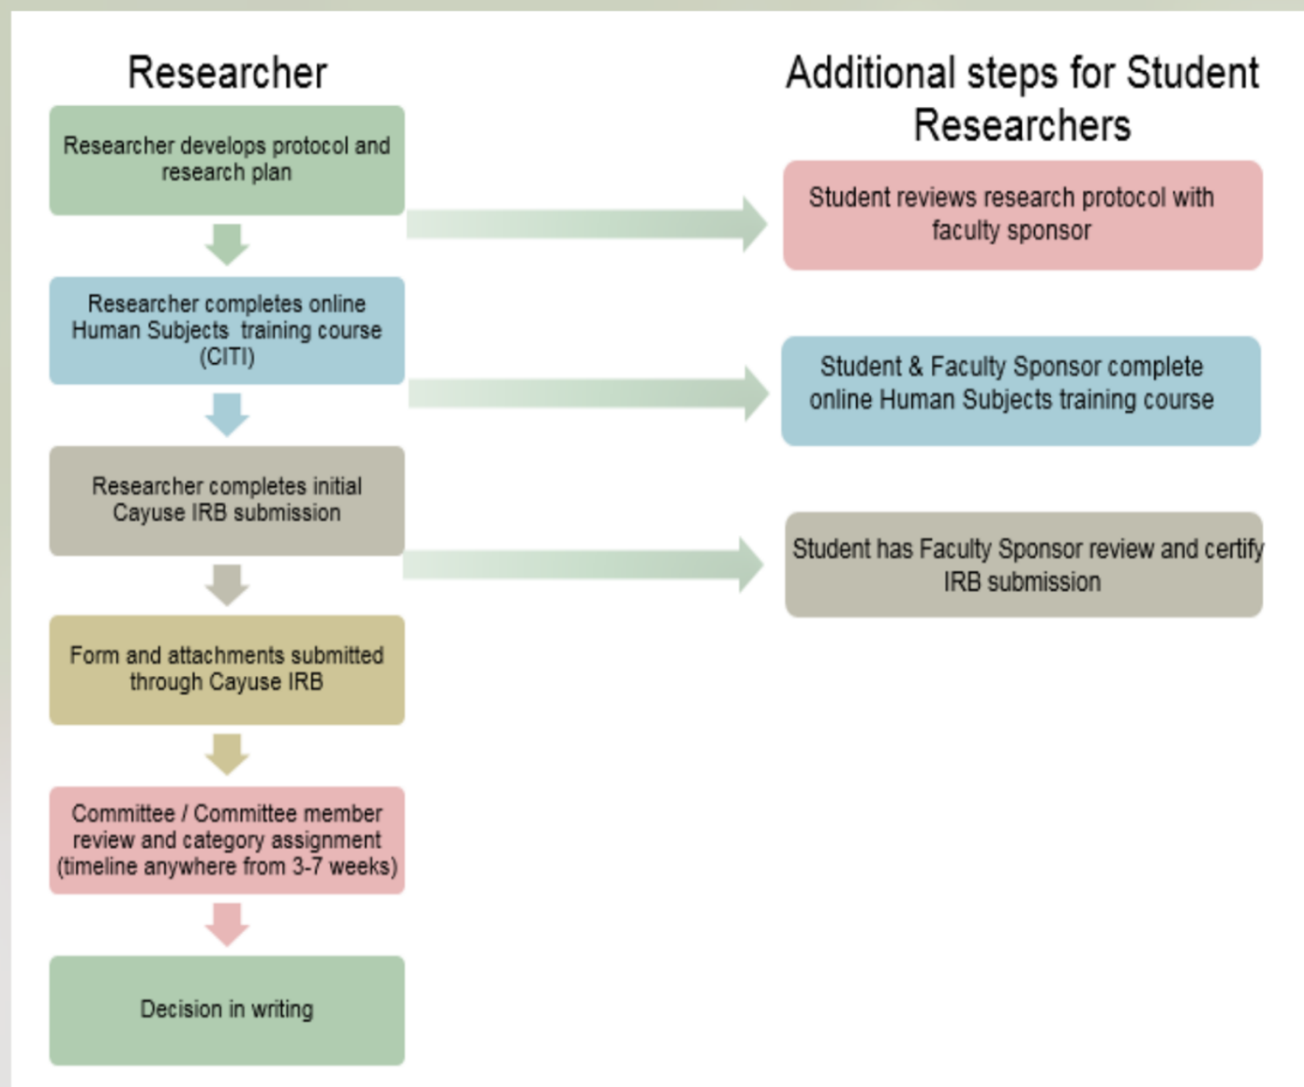 Researcher
Researcher develops protocol and
research plan
Researcher completes online
Human Subjects  training course
(CITI)
Researcher completes initial
Cayuse IRB submission
Form and attachments submitted
through Cayuse IRB
Committee / Committee member
review and category assignment
(timeline anywhere from 3-7 weeks)
Decision in writing
Additional steps for Student
Researchers
Student reviews research protocol with
faculty sponsor
Student & Faculty Sponsor complete
online Human Subjects training course
Student has Faculty Sponsor review and certify
IRB submission